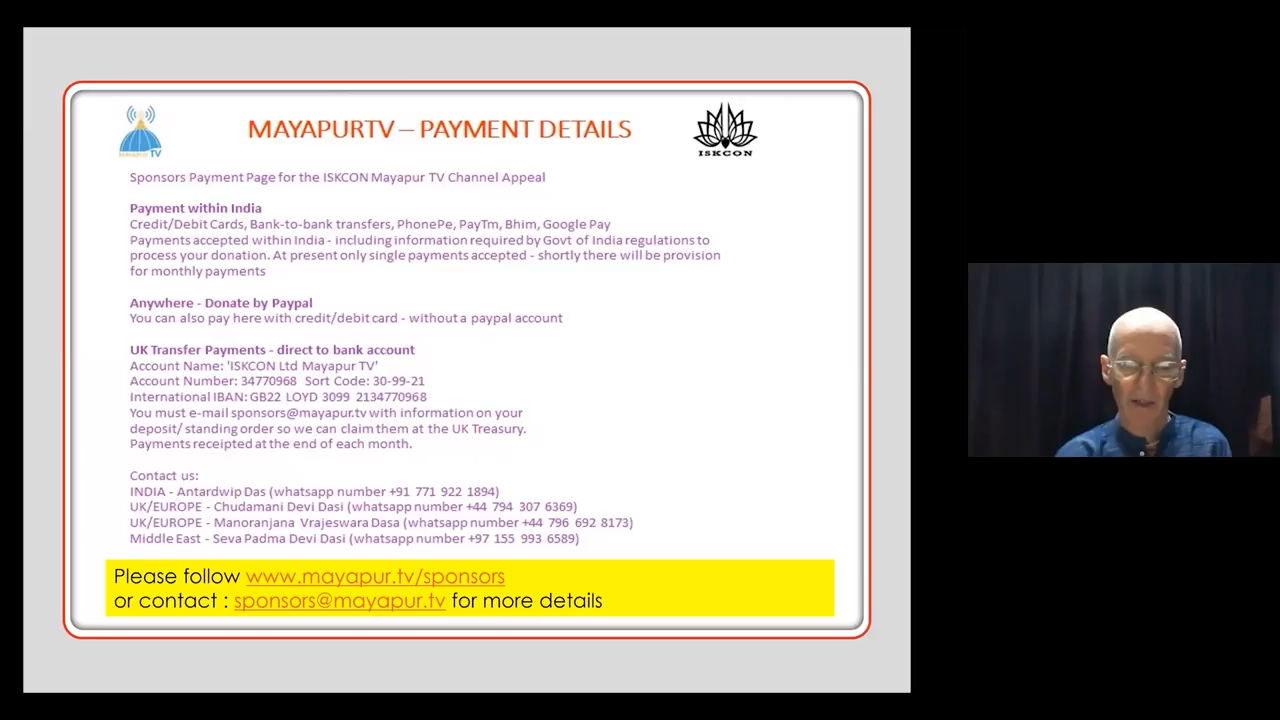 MAYAPURTV – PAYMENT DETAILS
MAYAPUR TV
ISKCON
Sponsors Payment Page for the ISKCON Mayapur TV Channel Appeal
Payment within India
Credit/Debit Cards, Bank-to-bank transfers, PhonePe, PayTm, Bhim, Google Pay
Payments accepted within India - including information required by Govt of India regulations to
process your donation. At present only single payments accepted - shortly there will be provision
for monthly payments
Anywhere - Donate by Paypal
You can also pay here with credit/debit card - without a paypal account
UK Transfer Payments - direct to bank account
Account Name: 'ISKCON Ltd Mayapur TV'
Account Number: 34770968 Sort Code: 30-99-21
International IBAN: GB22 LOYD 3099 2134770968
You must e-mail sponsors@mayapur.tv with information on your
deposit/ standing order so we can claim them at the UK Treasury.
Payments receipted at the end of each month.
Contact us:
INDIA - Antardwip Das (whatsapp number +91 771 922 1894)
UK/EUROPE - Chudamani Devi Dasi (whatsapp number +44 794 307 6369)
UK/EUROPE - Manoranjana Vrajeswara Dasa (whatsapp number +44 796 692 8173)
Middle East - Seva Padma Devi Dasi (whatsapp number +97 155 993 6589)
Please follow www.mayapur.tv/sponsors
or contact : sponsors@mayapur.tv for more details